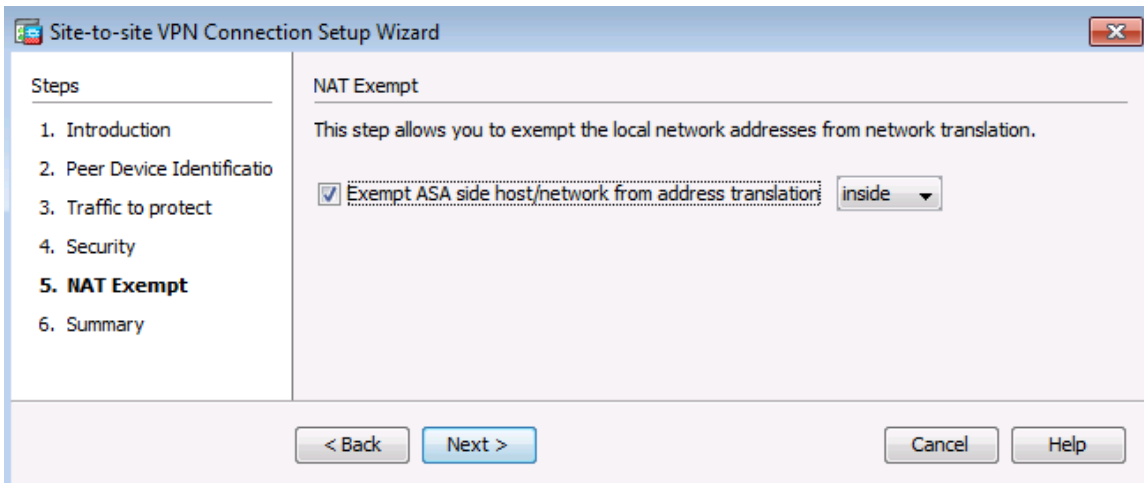 Site-to-site VPN Connection Setup Wizard
Steps
1. Introduction
2. Peer Device Identificatio
3. Traffic to protect
4. Security
5. NAT Exempt
6. Summary
NAT Exempt
This step allows you to exempt the local network addresses from network translation.
Exempt ASA side host/network from address translation inside
< Back Next > Cancel Help